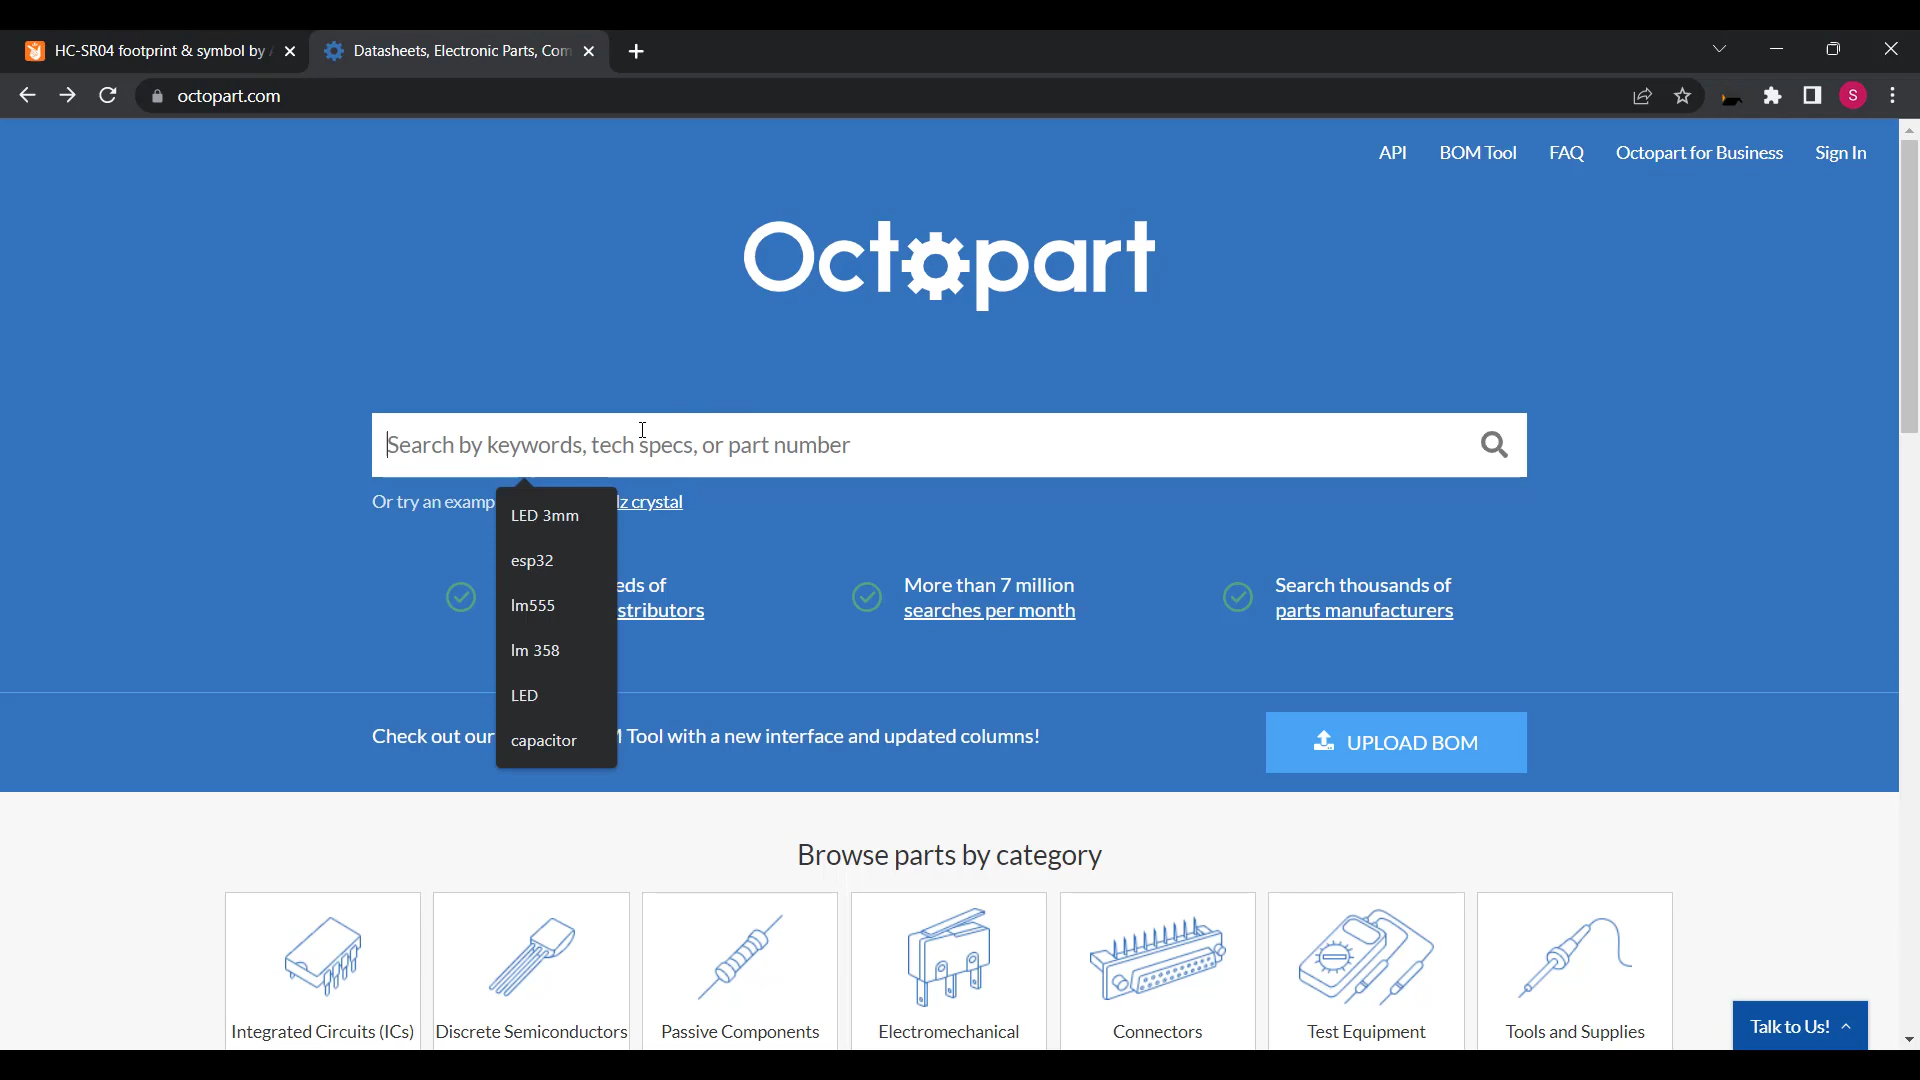 HC-SR04 footprint & symbol by
Datasheets, Electronic Parts, Com
octopart.com
S
API BOM Tool FAQ Octopart for Business Sign In
Octopart
Search by keywords, tech specs, or part number
Or try an examp
z crystal
LED 3mm
esp32
lm555
lm 358
LED
capacitor
eds of
stributors
More than 7 million
searches per month
Search thousands of
parts manufacturers
Check out our Tool with a new interface and updated columns!
UPLOAD BOM
Browse parts by category
Integrated Circuits (ICs) Discrete Semiconductors Passive Components Electromechanical Connectors Test Equipment Tools and Supplies
Talk to Us!